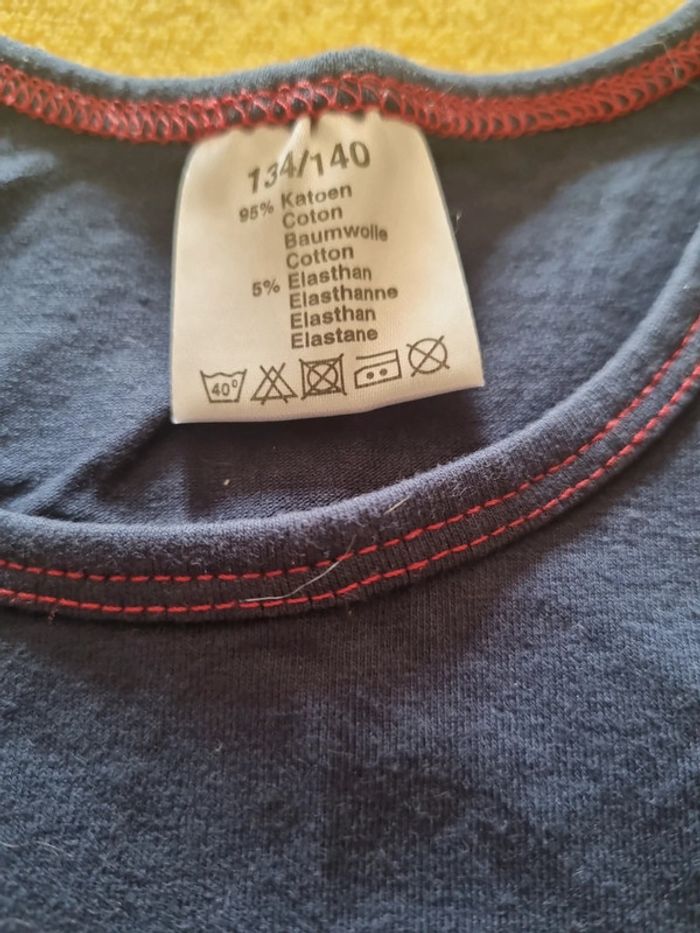 134/140
95% Katoen
Coton
Baumwolle
Cotton
5% Elasthan
Elasthanne
Elasthan
Elastane
40°